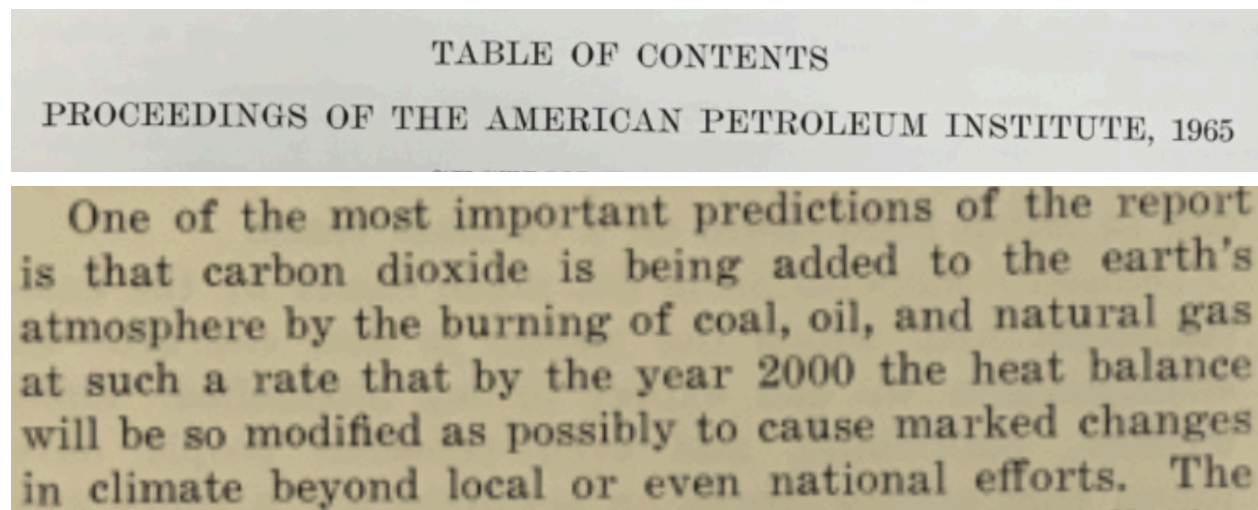 TABLE OF CONTENTS
PROCEEDINGS OF THE AMERICAN PETROLEUM INSTITUTE, 1965
One of the most important predictions of the report
is that carbon dioxide is being added to the earth's
atmosphere by the burning of coal, oil, and natural gas
at such a rate that by the year 2000 the heat balance
will be so modified as possibly to cause marked changes
in climate beyond local or even national efforts. The